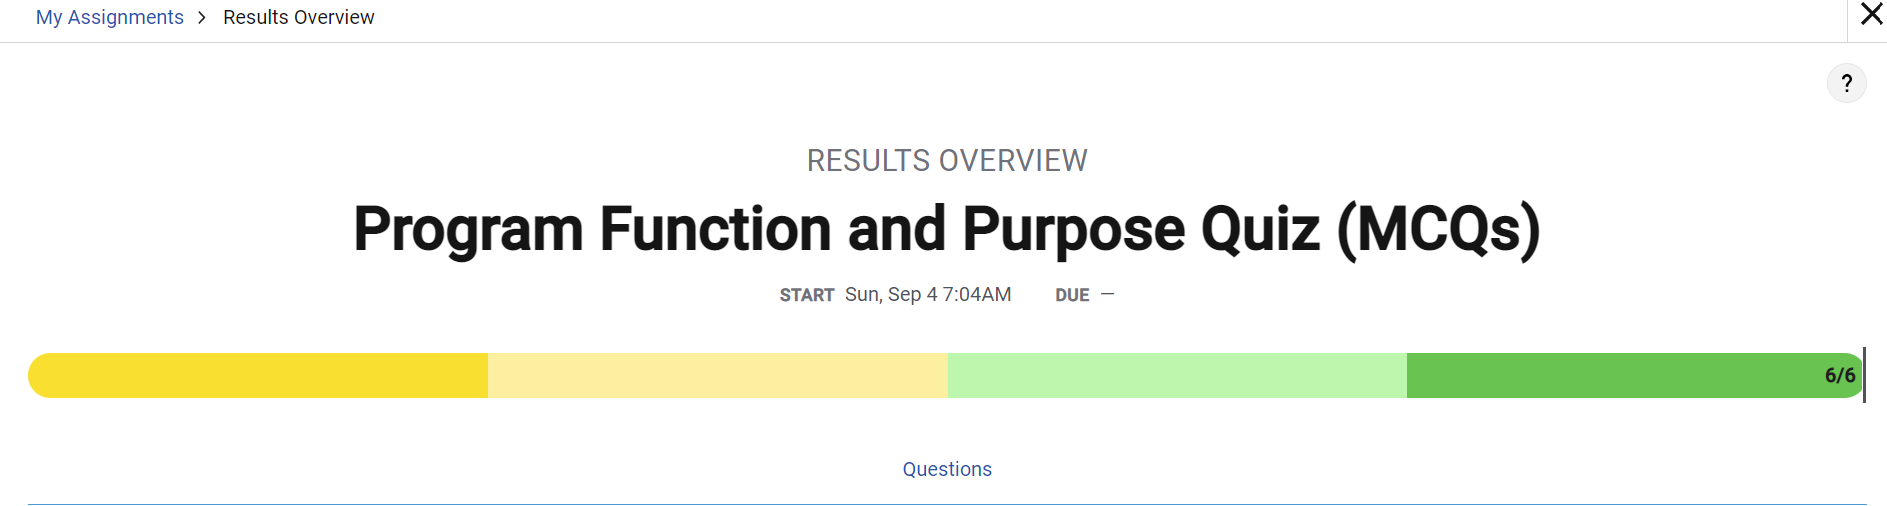 My Assignments > Results Overview
?
RESULTS OVERVIEW
Program Function and Purpose Quiz (MCQs)
START Sun, Sep 4 7:04AM DUE —
6/6
Questions